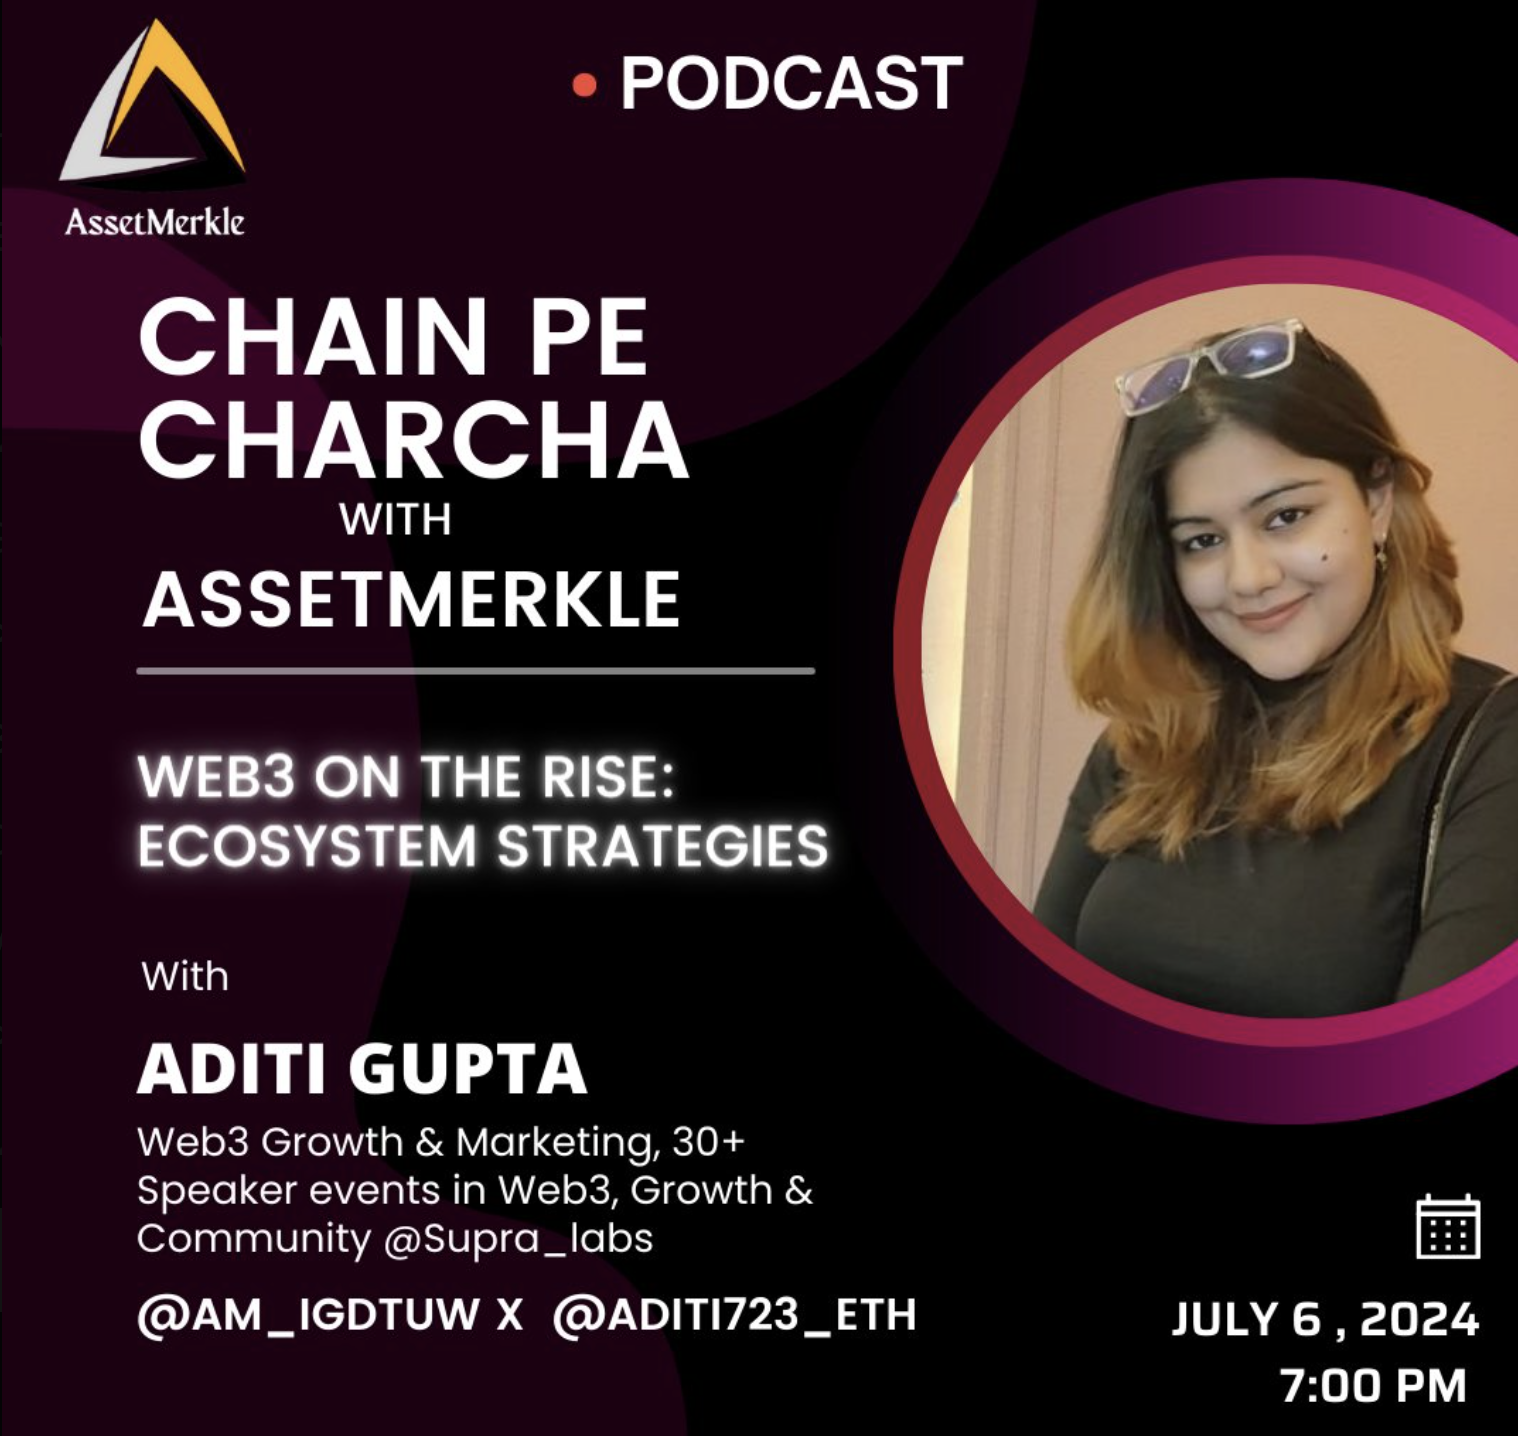 PODCAST
AssetMerkle
CHAIN PE
CHARCHA
WITH
ASSETMERKLE
WEB3 ON THE RISE:
ECOSYSTEM STRATEGIES
With
ADITI GUPTA
Web3 Growth & Marketing, 30+
Speaker events in Web3, Growth &
Community @Supra_labs
@AM_IGDTUW X @ADITI723_ETH
JULY 6 , 2024
7:00 PM